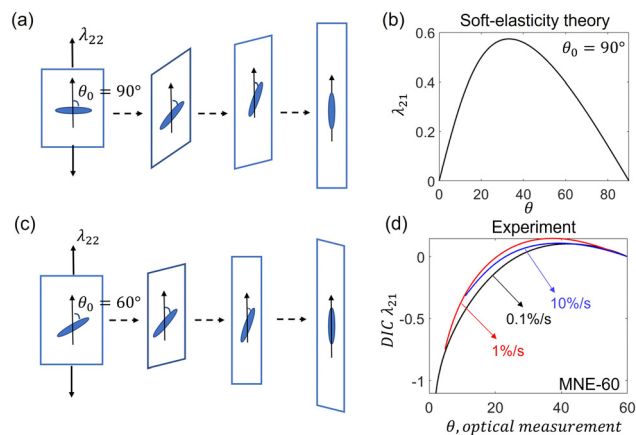 (a)
λ22
θ0 = 90°
(b)
Soft-elasticity theory
θ0 = 90°
0.6
0.4
0.2
0
λ21
0
20
40
60
80
θ
(c)
λ22
θ0 = 60°
(d)
Experiment
0
-0.5
-1
DIC λ21
10%/s
0.1%/s
1%/s
MNE-60
0
20
40
60
θ, optical measurement